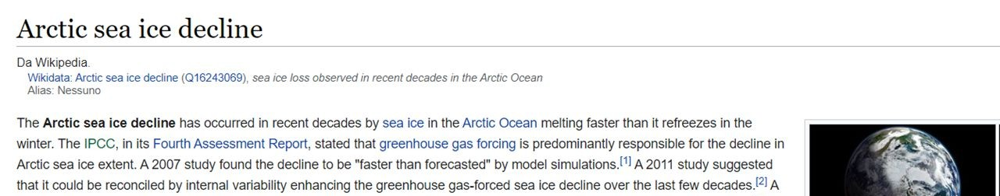 Arctic sea ice decline
Da Wikipedia.
Wikidata: Arctic sea ice decline (Q16243069), sea ice loss observed in recent decades in the Arctic Ocean
Alias: Nessuno
The Arctic sea ice decline has occurred in recent decades by sea ice in the Arctic Ocean melting faster than it refreezes in the
winter. The IPCC, in its Fourth Assessment Report, stated that greenhouse gas forcing is predominantly responsible for the decline in
Arctic sea ice extent. A 2007 study found the decline to be "faster than forecasted" by model simulations.[1] A 2011 study suggested
that it could be reconciled by internal variability enhancing the greenhouse gas-forced sea ice decline over the last few decades.[2] A